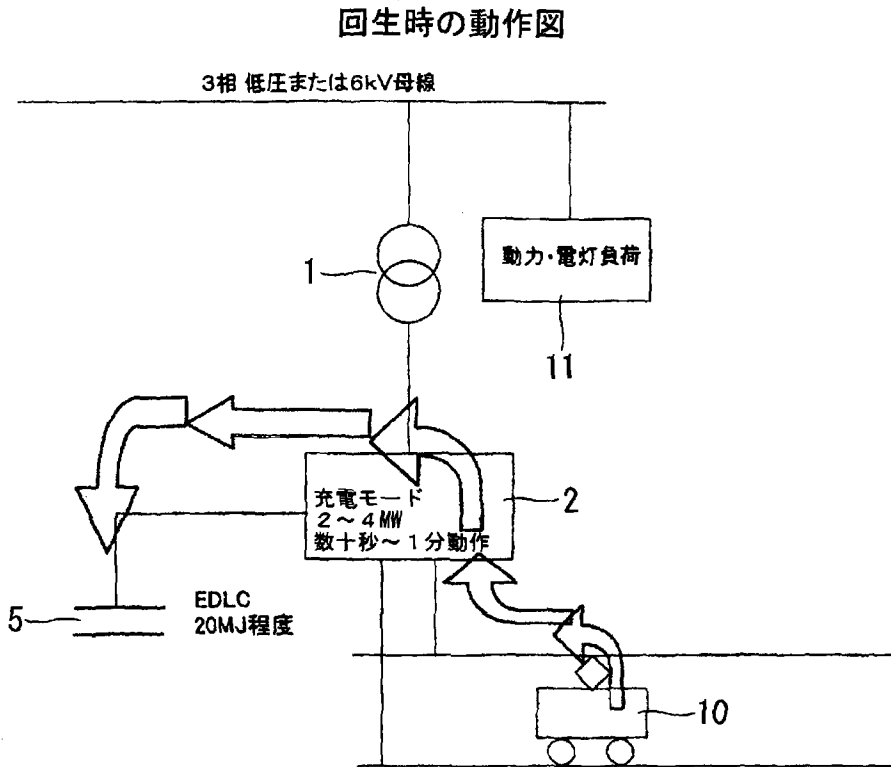 回生時の動作図
3相 低圧または6kV母線
1
動力・電灯負荷
11
充電モード
2～4MW
数十秒～1分動作
2
5
EDLC
20MJ程度
10